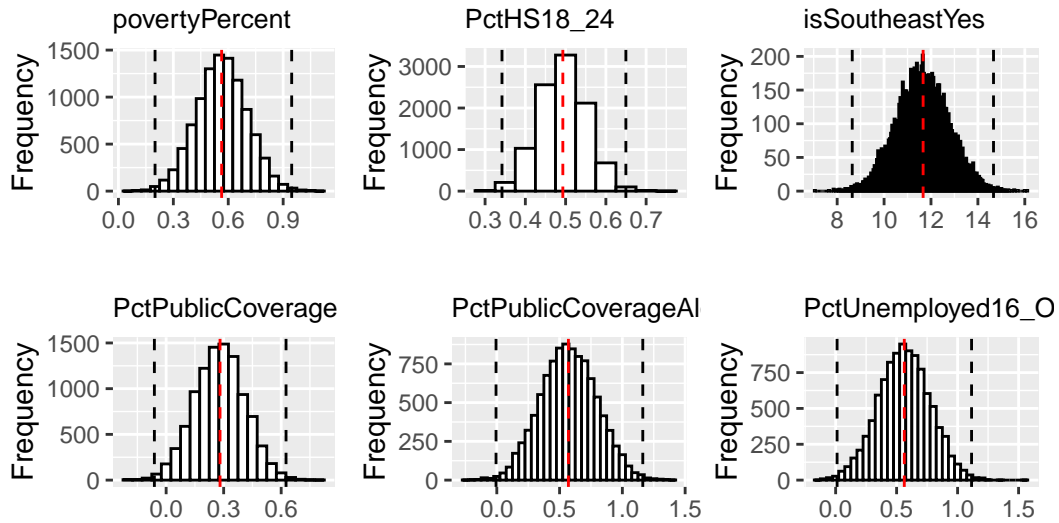 povertyPercent
PctHS18_24
isSoutheastYes
Frequency
1500
1000
500
0
0.0 0.3 0.6 0.9
Frequency
3000
2000
1000
0
0.3 0.4 0.5 0.6 0.7
Frequency
200
150
100
50
0
8 10 12 14 16
PctPublicCoverage
PctPublicCoverageAl
PctUnemployed16_O
Frequency
1500
1000
500
0
0.0 0.3 0.6
Frequency
750
500
250
0
0.0 0.5 1.0 1.5
Frequency
750
500
250
0
0.0 0.5 1.0 1.5